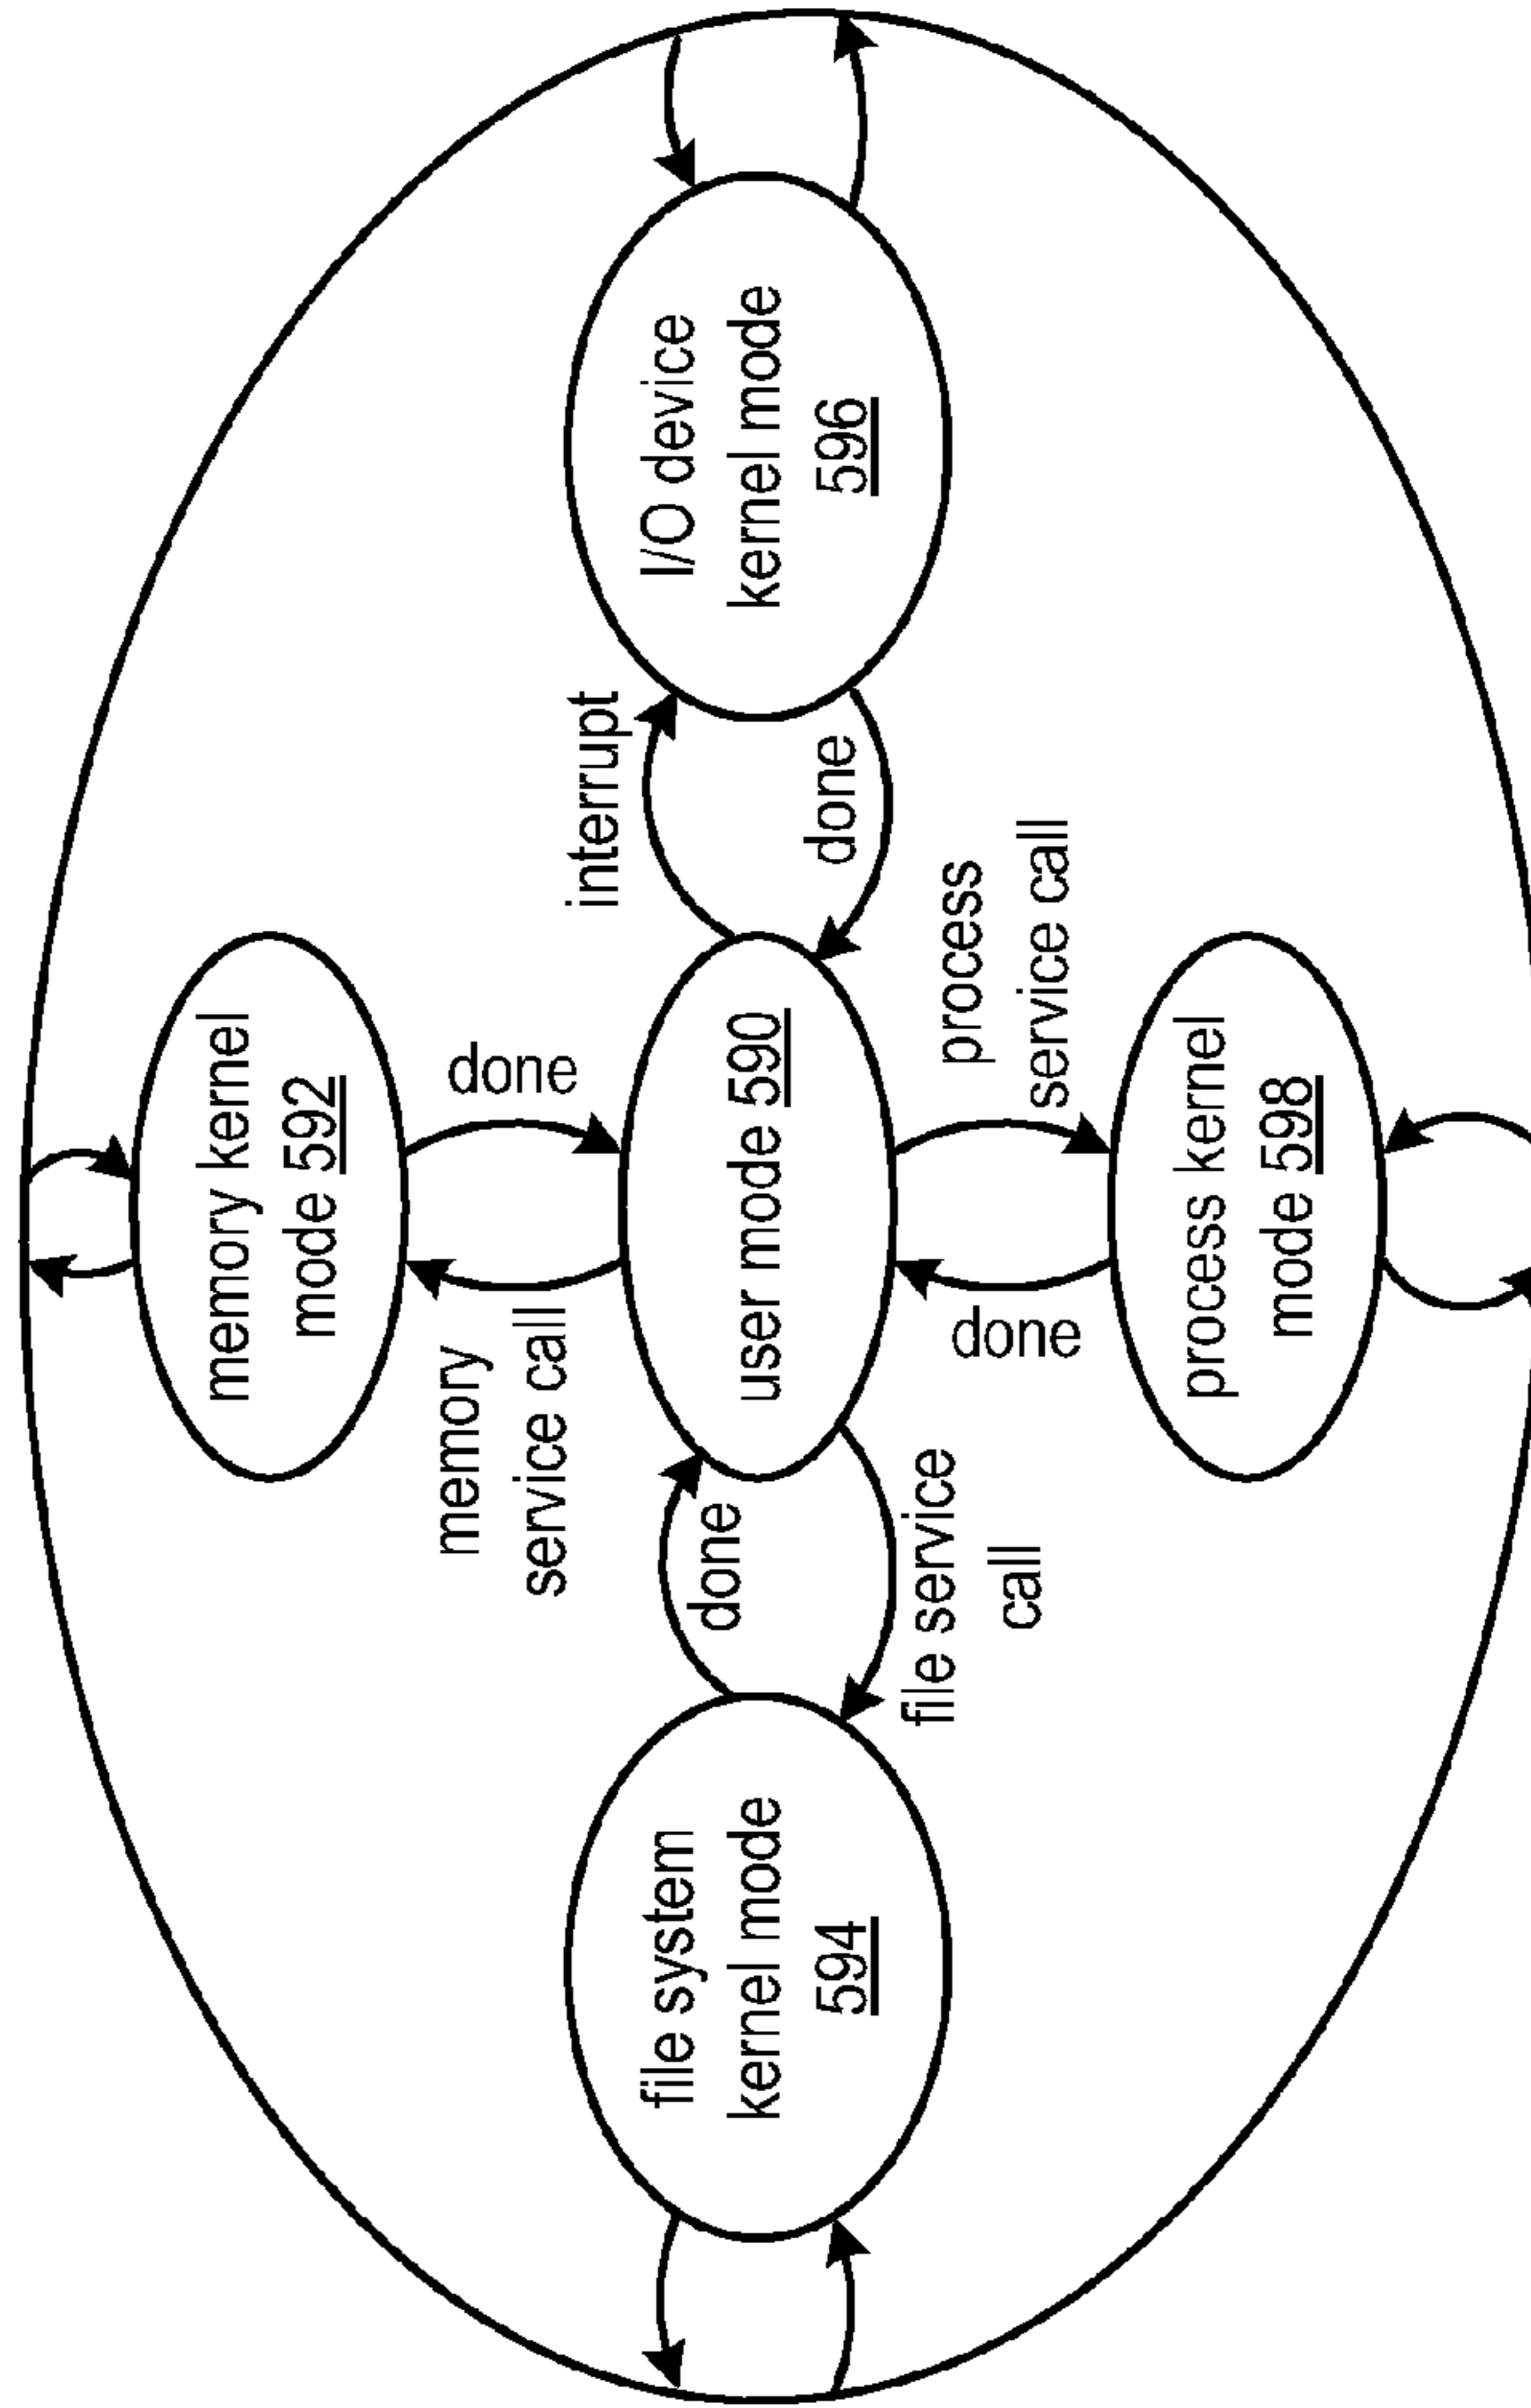 memory kernel
mode 592
memory
service call
done
interrupt
file system
kernel mode
594
done
user mode 590
done
I/O device
kernel mode
596
file service
call
done
process
service call
process kernel
mode 598